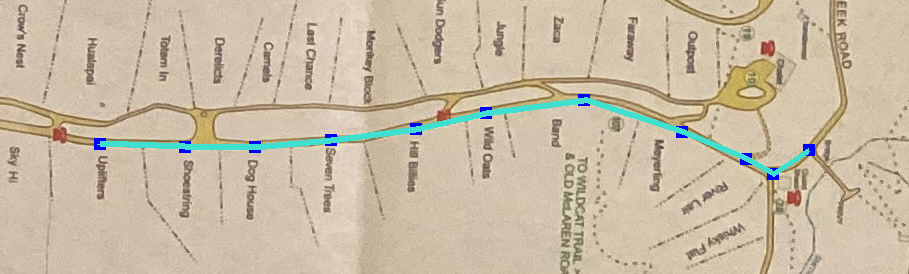 Crow's Nest
Hualapai
Totem In
Derelicts
Camels
Last Chance
Monkey Block
Sun Dodgers
Jungle
Zaca
Faraway
Outpost
EEK ROAD
Sky Hi
Uplifters
Shoestring
Dog House
Seven Trees
Hill Billies
Wild Oats
Band
Meyerling
River Lair
Whisky Flat
TO WILDCAT TRAIL >
& OLD McLAREN ROA